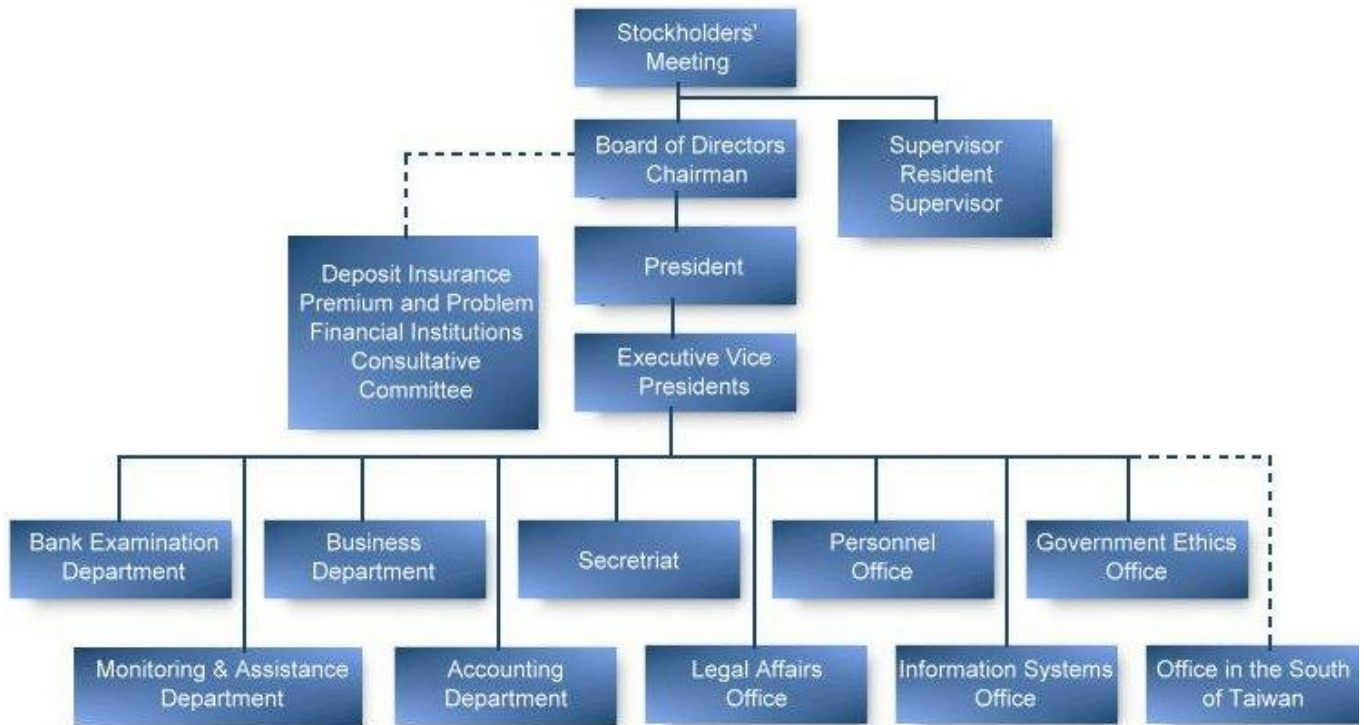 Stockholders'
Meeting
Board of Directors
Chairman
Supervisor
Resident
Supervisor
Deposit Insurance
Premium and Problem
Financial Institutions
Consultative
Committee
President
Executive Vice
Presidents
Bank Examination
Department
Business
Department
Secretriat
Personnel
Office
Government Ethics
Office
Monitoring & Assistance
Department
Accounting
Department
Legal Affairs
Office
Information Systems
Office
Office in the South
of Taiwan